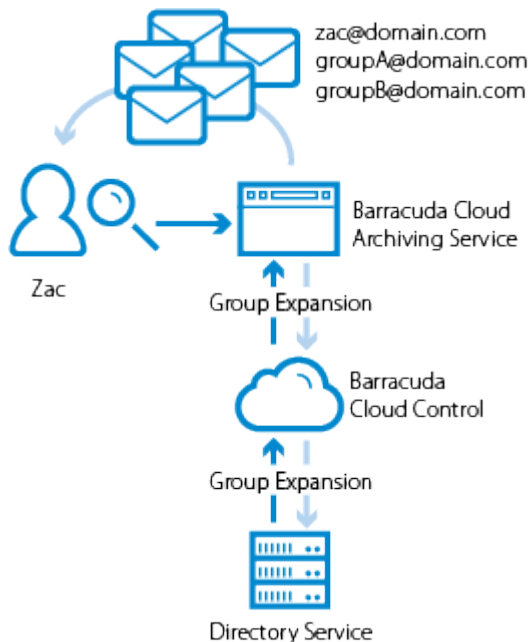 zac@domain.com
groupA@domain.com
groupB@domain.com
Zac
Barracuda Cloud
Archiving Service
Group Expansion
Barracuda
Cloud Control
Group Expansion
Directory Service